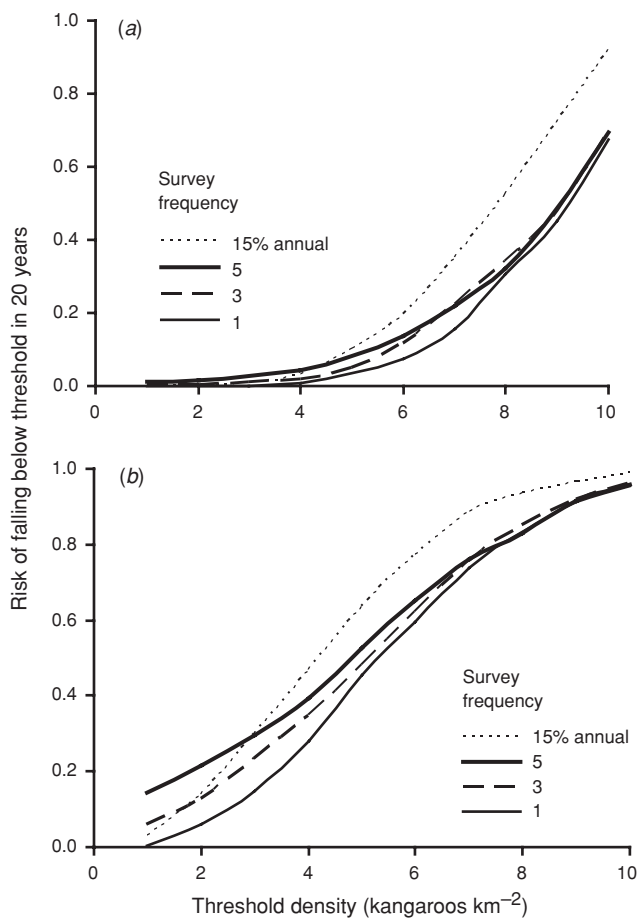 Risk of falling below threshold in 20 years
(a)
1.0
0.8
0.6
0.4
0.2
0.0
Survey
frequency
15% annual
5
3
1
0 2 4 6 8 10
(b)
1.0
0.8
0.6
0.4
0.2
0.0
Survey
frequency
15% annual
5
3
1
0 2 4 6 8 10
Threshold density (kangaroos km⁻²)